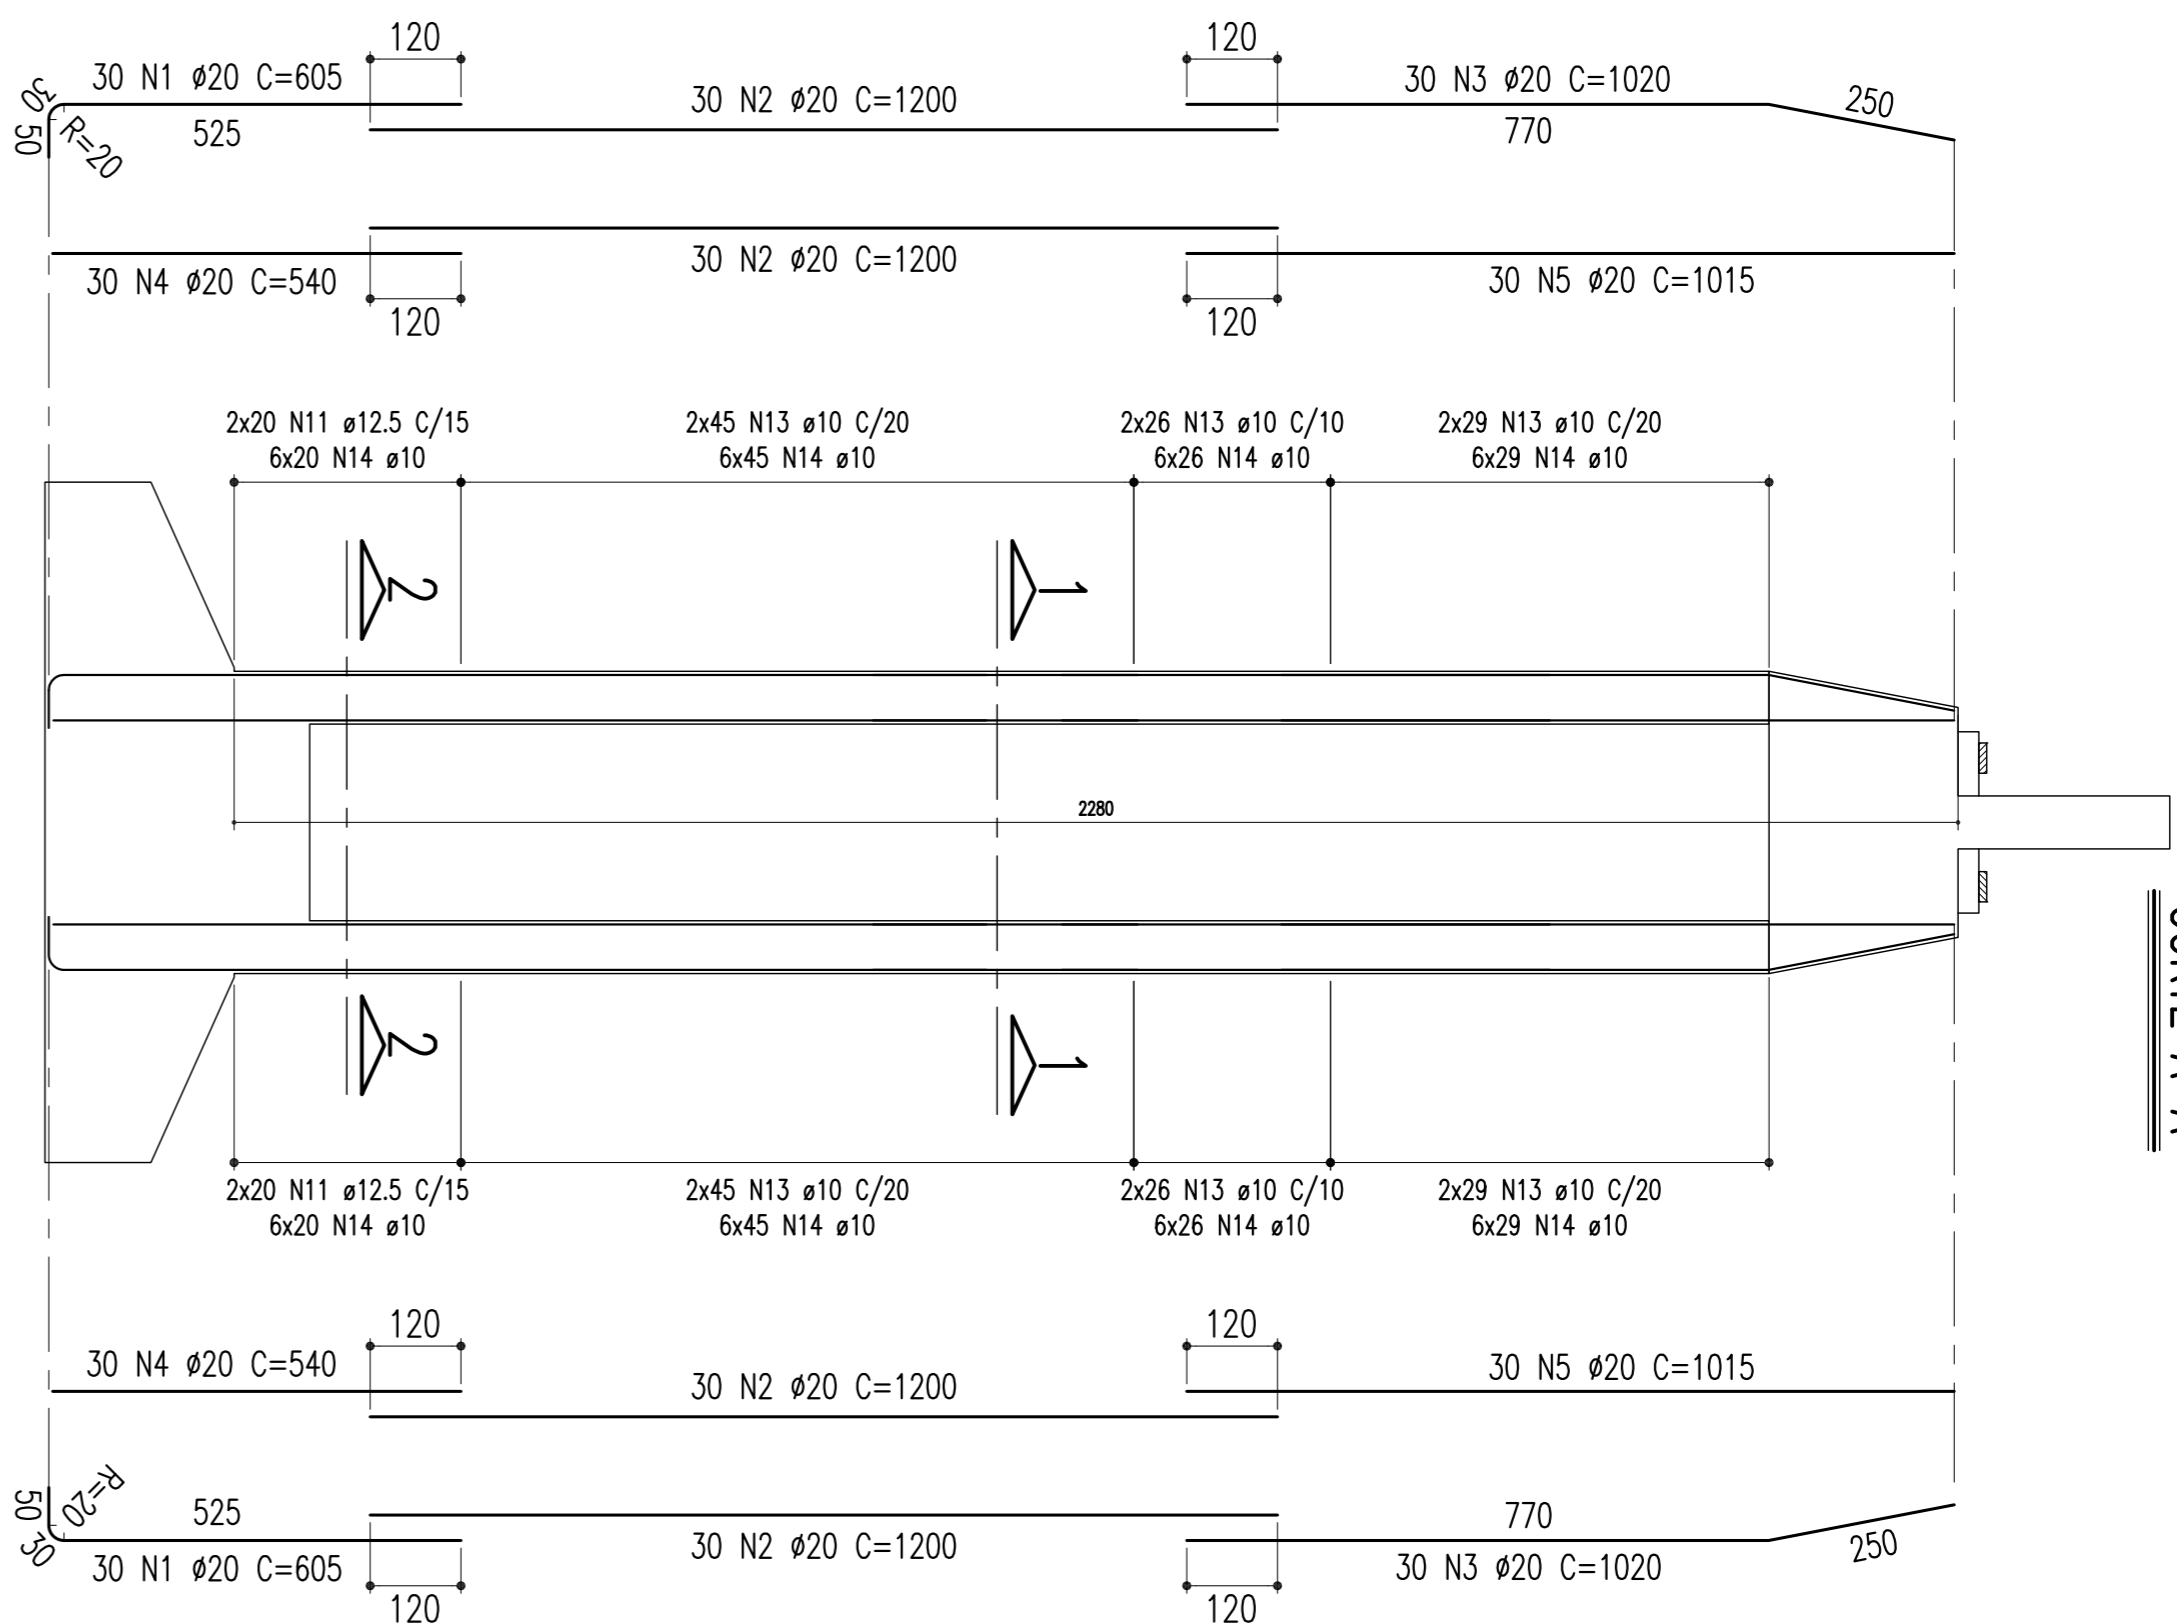 120
120
30 N1 ø20 C=605
30 N2 ø20 C=1200
30 N3 ø20 C=1020
250
30
50
R=20
525
770
30 N4 ø20 C=540
30 N2 ø20 C=1200
30 N5 ø20 C=1015
120
120
2x20 N11 ø12.5 C/15
6x20 N14 ø10
2x45 N13 ø10 C/20
6x45 N14 ø10
2x26 N13 ø10 C/10
6x26 N14 ø10
2x29 N13 ø10 C/20
6x29 N14 ø10
2
1
2280
2
1
2x20 N11 ø12.5 C/15
6x20 N14 ø10
2x45 N13 ø10 C/20
6x45 N14 ø10
2x26 N13 ø10 C/10
6x26 N14 ø10
2x29 N13 ø10 C/20
6x29 N14 ø10
120
120
30 N4 ø20 C=540
30 N2 ø20 C=1200
30 N5 ø20 C=1015
50
R=20
30
525
770
30 N1 ø20 C=605
30 N2 ø20 C=1200
30 N3 ø20 C=1020
250
120
120